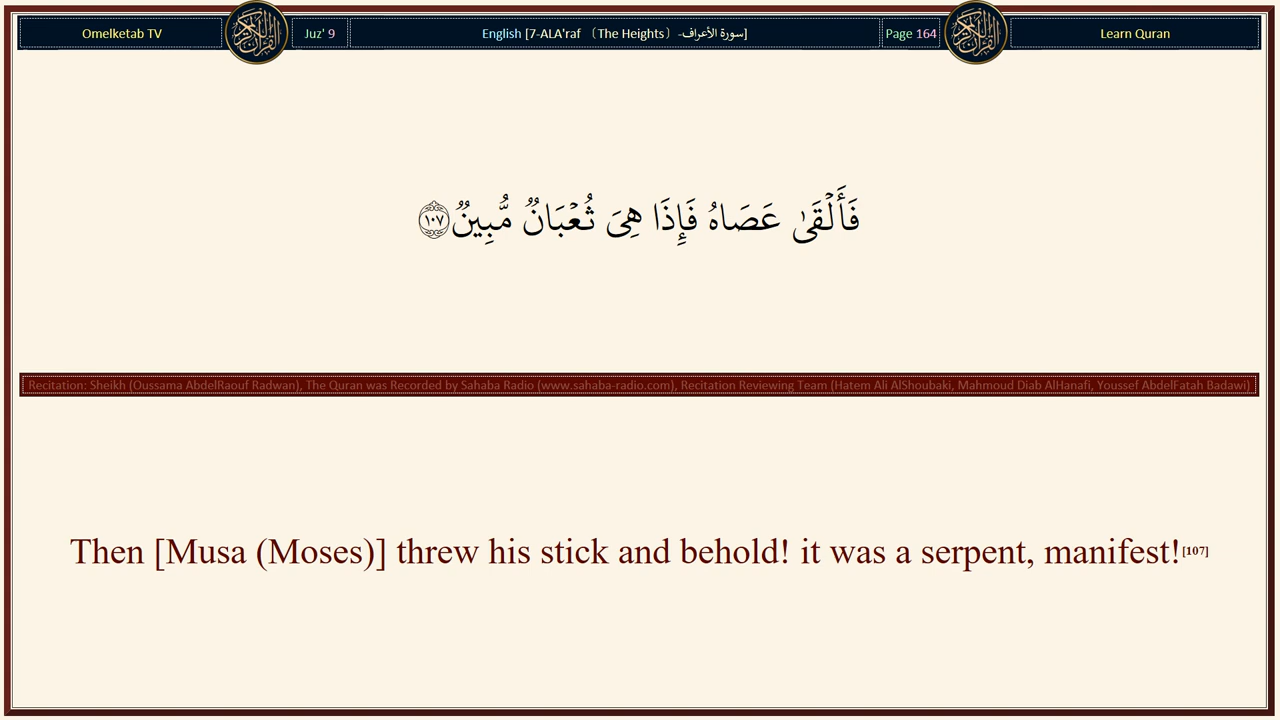 Omelketab TV
Juz' 9
English [7-ALA'raf （The Heights）-سورة الأعراف]
Page 164
Learn Quran
فَأَلْقَىٰ عَصَاهُ فَإِذَا هِىَ ثُعْبَانٌ مُّبِينٌ ١٠٧
Recitation: Sheikh (Oussama AbdelRaouf Radwan), The Quran was Recorded by Sahaba Radio (www.sahaba-radio.com), Recitation Reviewing Team (Hatem Ali AlShoubaki, Mahmoud Diab AlHanafi, Youssef AbdelFatah Badawi)
Then [Musa (Moses)] threw his stick and behold! it was a serpent, manifest![107]